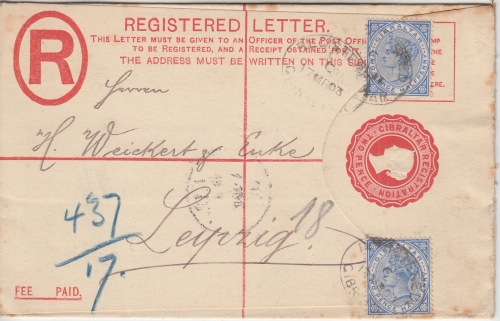 R
REGISTERED LETTER.
THIS LETTER MUST BE GIVEN TO AN OFFICER OF THE POST OFFICE
TO BE REGISTERED, AND A RECEIPT OBTAINED
THE ADDRESS MUST BE WRITTEN ON THIS SIDE
Herren
H. Weickert & Enke
GIBRALTAR REGISTRATION
TWO PENCE
437
17.
Leipzig. 18
FEE PAID.